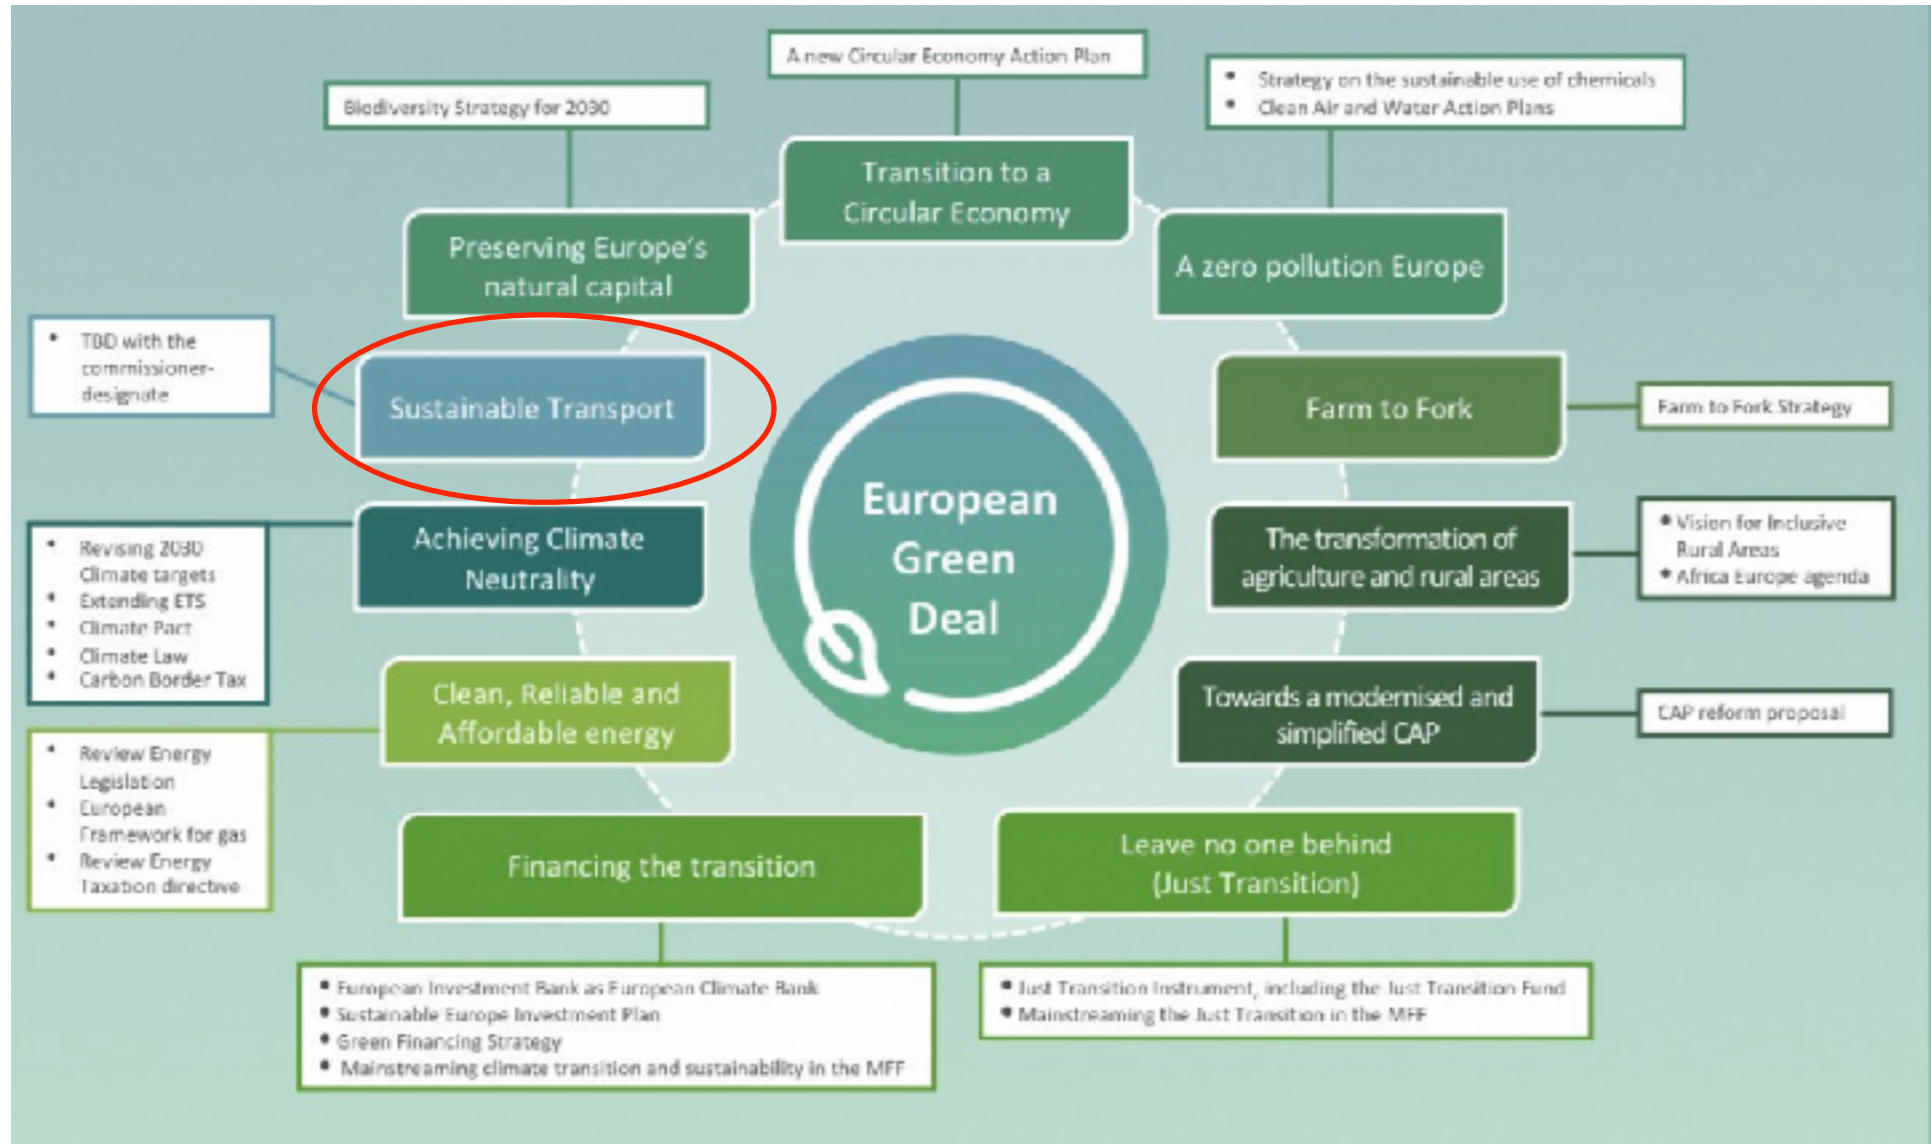 A new Circular Economy Action Plan
Biodiversity Strategy for 2030
• Strategy on the sustainable use of chemicals
• Clean Air and Water Action Plans
Transition to a
Circular Economy
Preserving Europe's
natural capital
A zero pollution Europe
• TBD with the
commissioner-
designate
Sustainable Transport
Farm to Fork
Farm to Fork Strategy
European
Green
Deal
Achieving Climate
Neutrality
• Revising 2030
Climate targets
• Extending ETS
• Climate Pact
• Climate Law
• Carbon Border Tax
The transformation of
agriculture and rural areas
• Vision for Inclusive
Rural Areas
• Africa Europe agenda
Clean, Reliable and
Affordable energy
• Review Energy
Legislation
• European
Framework for gas
• Review Energy
Taxation directive
Towards a modernised and
simplified CAP
CAP reform proposal
Financing the transition
• European Investment Bank as European Climate Bank
• Sustainable Europe Investment Plan
• Green Financing Strategy
• Mainstreaming climate transition and sustainability in the MFF
Leave no one behind
(Just Transition)
• Just Transition Instrument, including the Just Transition Fund
• Mainstreaming the Just Transition in the MFF